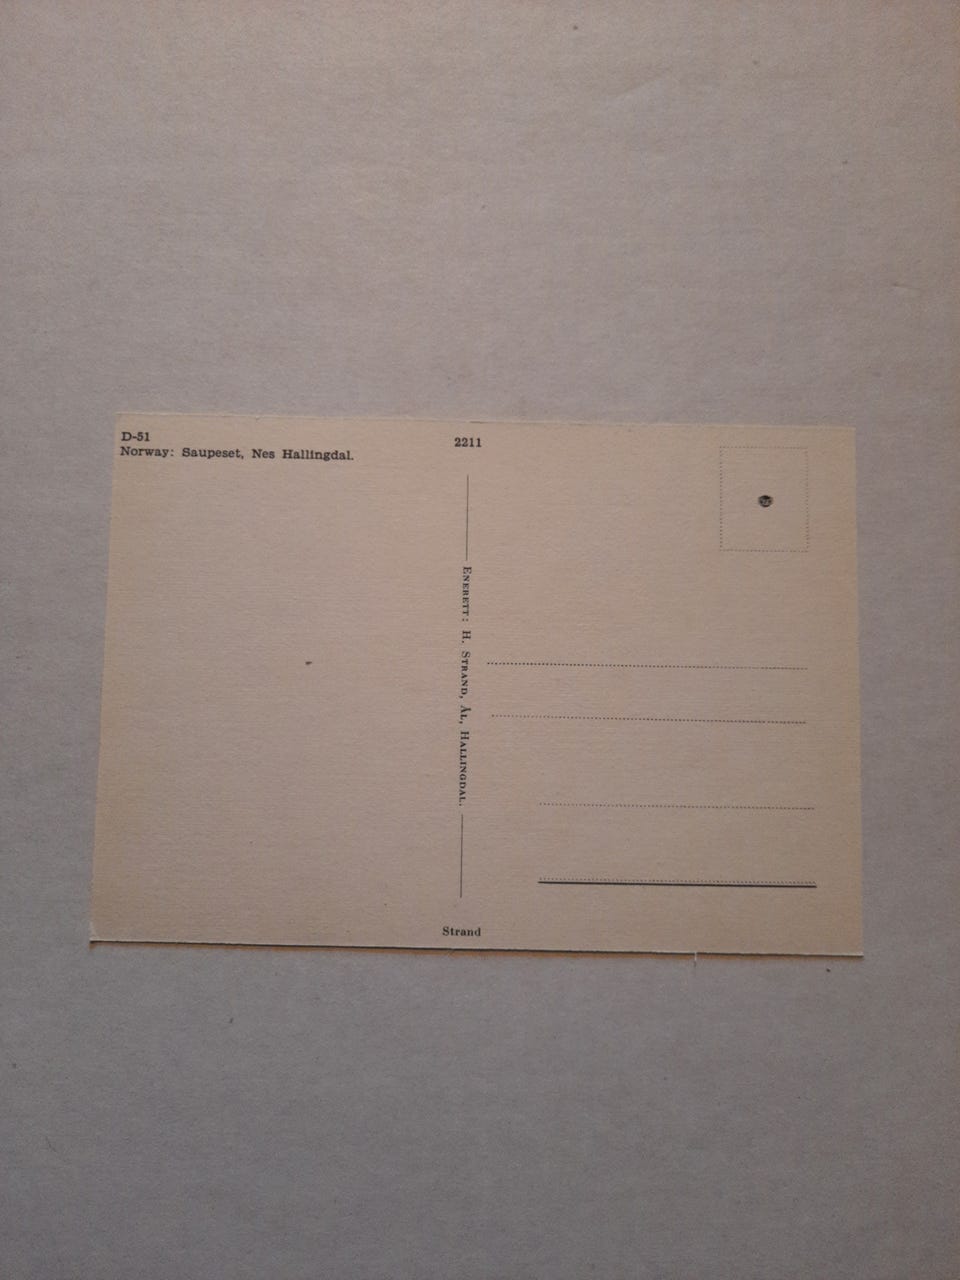 D-51
Norway: Saupeset, Nes Hallingdal.
2211
Enerett: H. Strand, Ål, Hallingdal.
Strand